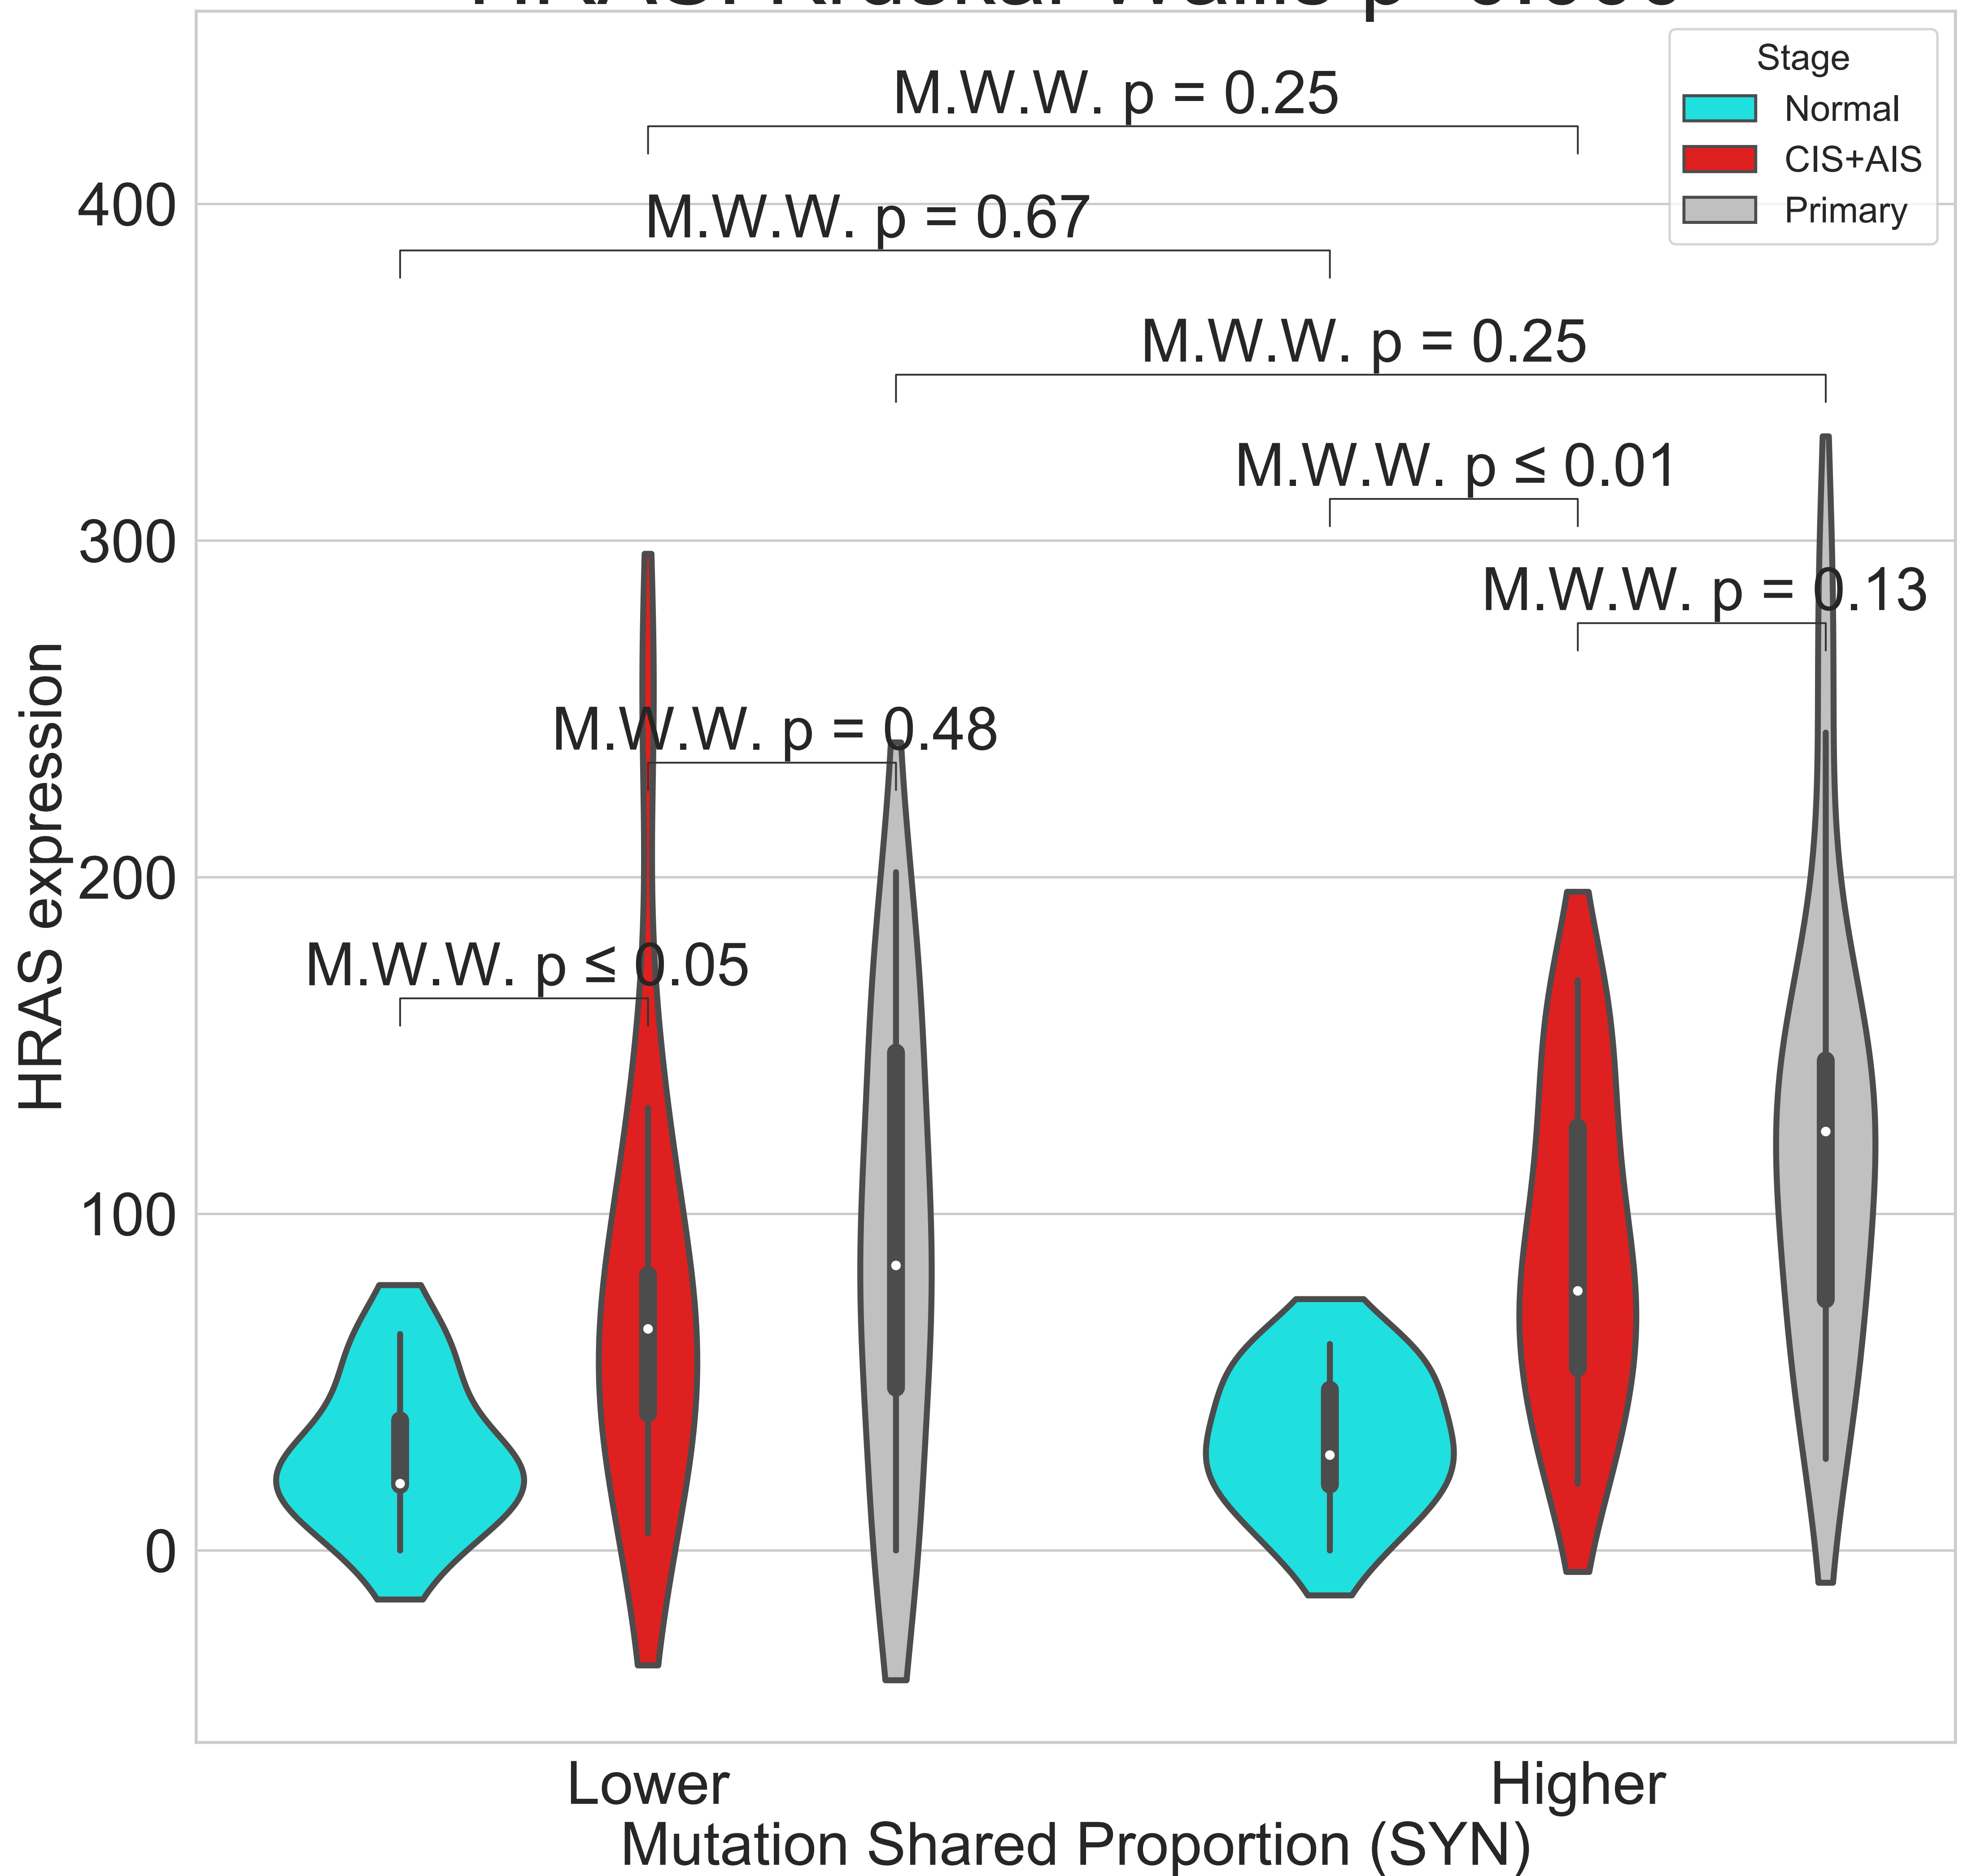 Stage
Normal
CIS+AIS
Primary
M.W.W. p = 0.25
M.W.W. p = 0.67
M.W.W. p = 0.25
M.W.W. p ≤ 0.01
M.W.W. p = 0.13
M.W.W. p = 0.48
M.W.W. p ≤ 0.05
400
300
200
100
0
HRAS expression
Lower
Higher
Mutation Shared Proportion (SYN)